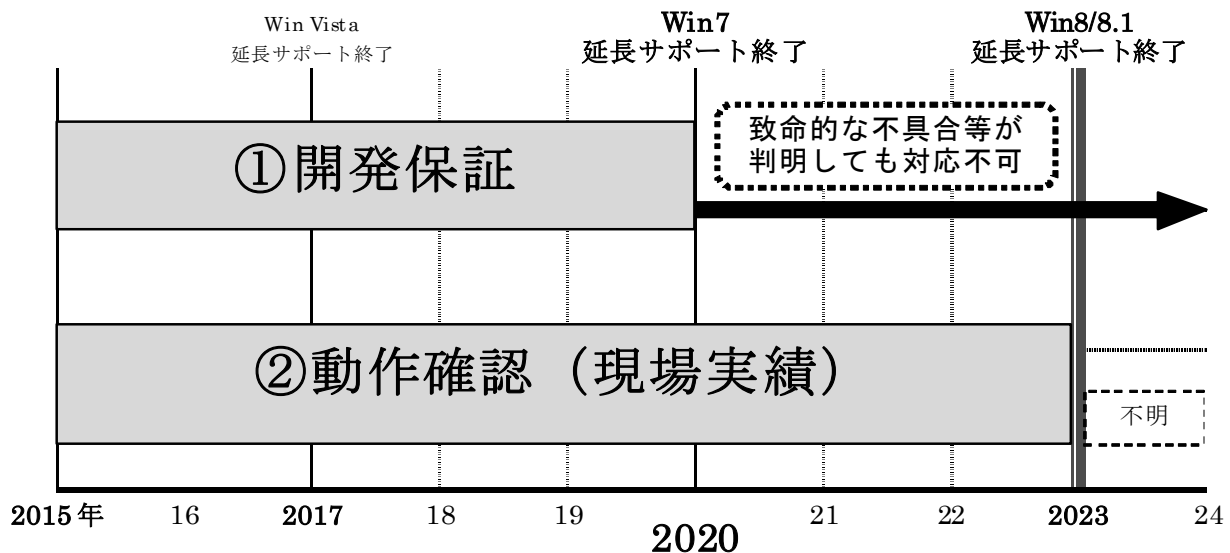 Win Vista
延長サポート終了
Win7
延長サポート終了
Win8/8.1
延長サポート終了
致命的な不具合等が
判明しても対応不可
①開発保証
②動作確認（現場実績）
不明
2015年
16
2017
18
19
2020
21
22
2023
24